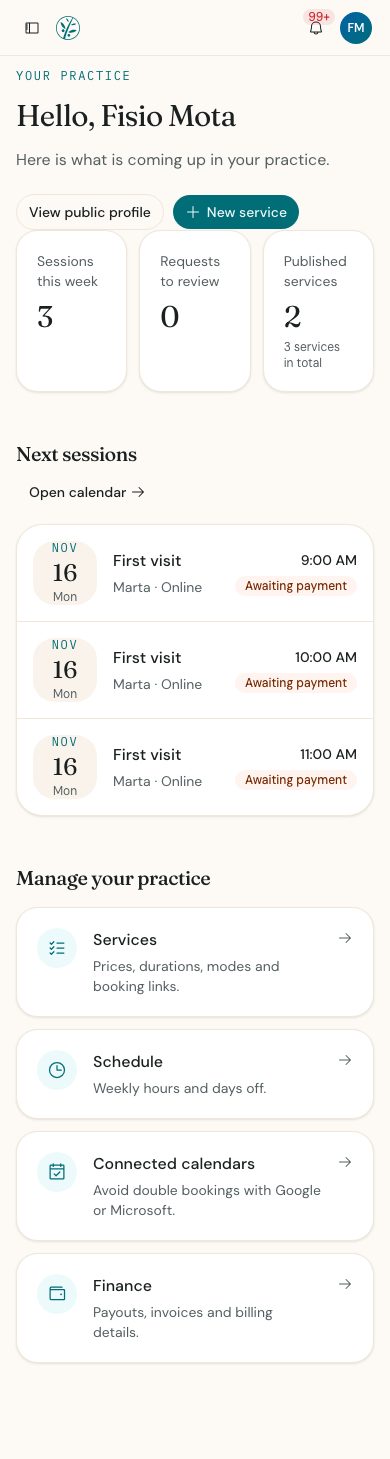 99+
FM
YOUR PRACTICE
Hello, Fisio Mota
Here is what is coming up in your practice.
View public profile
New service
Sessions
this week
3
Requests
to review
0
Published
services
2
3 services
in total
Next sessions
Open calendar
NOV
16
Mon
First visit
Marta · Online
9:00 AM
Awaiting payment
NOV
16
Mon
First visit
Marta · Online
10:00 AM
Awaiting payment
NOV
16
Mon
First visit
Marta · Online
11:00 AM
Awaiting payment
Manage your practice
Services
Prices, durations, modes and
booking links.
Schedule
Weekly hours and days off.
Connected calendars
Avoid double bookings with Google
or Microsoft.
Finance
Payouts, invoices and billing
details.